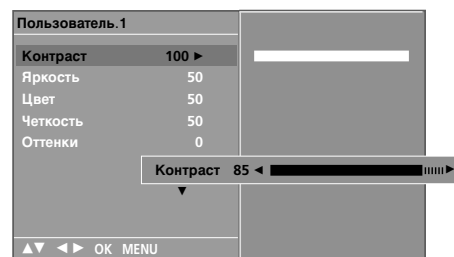 Пользователь.1
Контраст 100 ►
Яркость 50
Цвет 50
Четкость 50
Оттенки 0
Контраст 85 ◄ ►
▼
▲▼ ◄► OK MENU